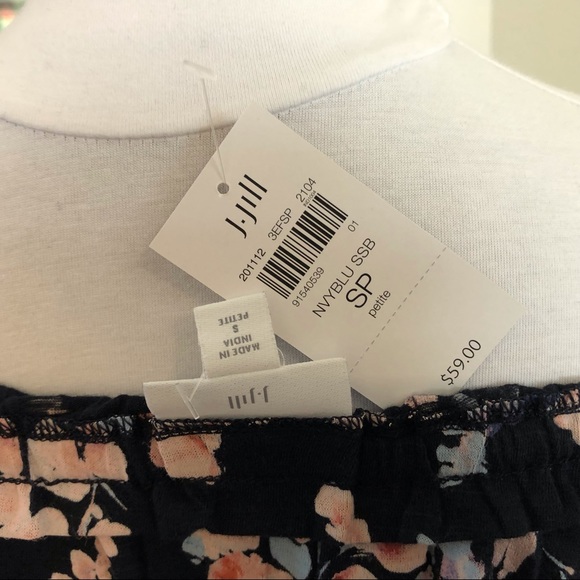 J.Jill
201112 3EFSP 2104
91540539 01
NVYBLU SSB
SP
petite
$59.00
S
PETITE
MADE IN
INDIA
J.Jill